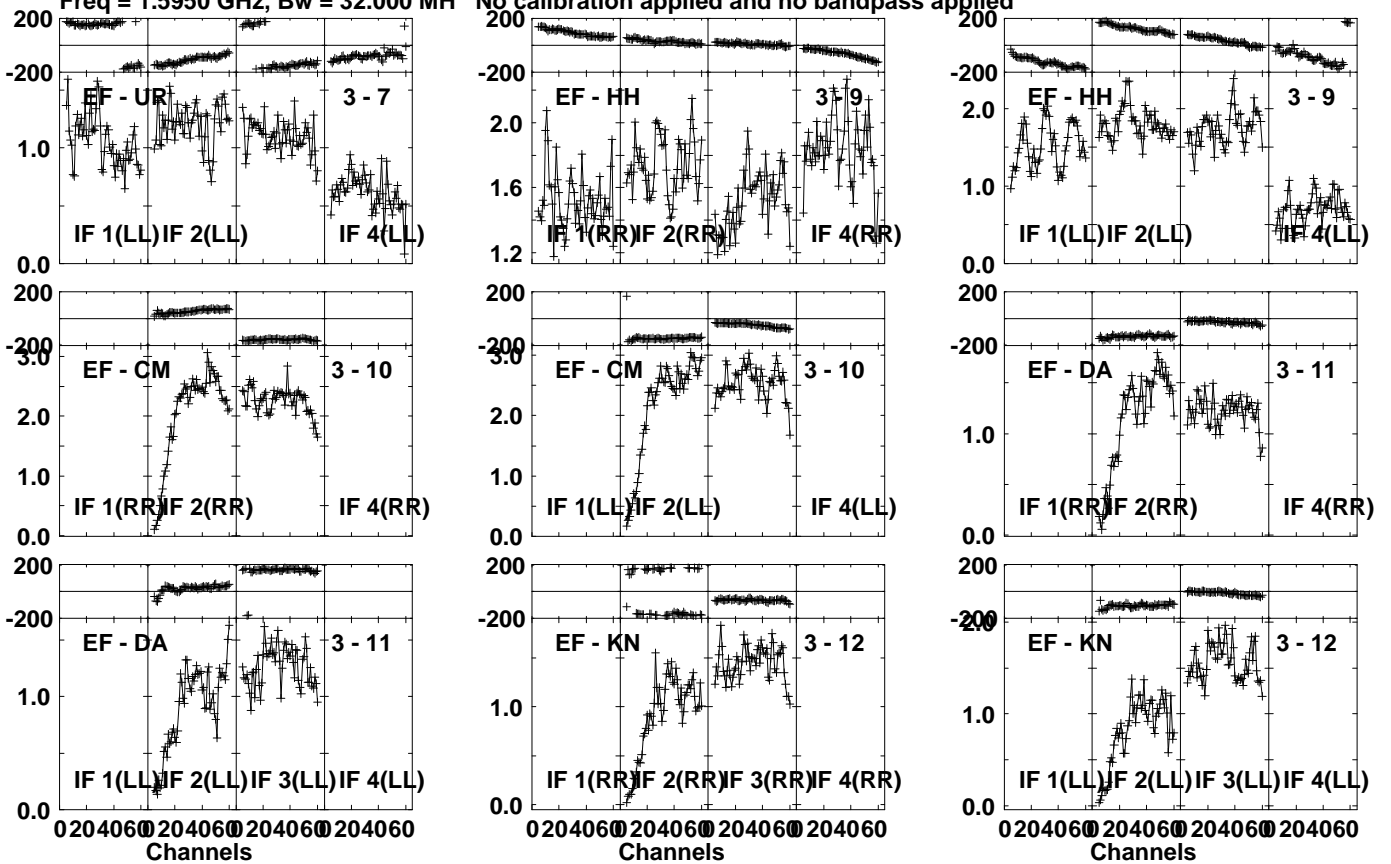 Freq = 1.5950 GHz, Bw = 32.000 MH No calibration applied and no bandpass applied
200
-200
EF - UR 3 - 7
1.0
IF 1(LL) IF 2(LL) IF 4(LL)
0.0
EF - HH 3 - 9
2.0
1.6
IF 1(RR) IF 2(RR) IF 4(RR)
1.2
200
-200
EF - HH 3 - 9
2.0
1.0
IF 1(LL) IF 2(LL) IF 4(LL)
0.0
200
-200
3.0
EF - CM 3 - 10
2.0
1.0
IF 1(RR) IF 2(RR) IF 4(RR)
0.0
200
-200
3.0
EF - CM 3 - 10
2.0
1.0
IF 1(LL) IF 2(LL) IF 4(LL)
0.0
200
-200
EF - DA 3 - 11
1.0
IF 1(RR) IF 2(RR) IF 4(RR)
0.0
200
-200
EF - DA 3 - 11
1.0
IF 1(LL) IF 2(LL) IF 3(LL) IF 4(LL)
0.0
0 20 40 60 0 20 40 60 0 20 40 60 0 20 40 60
Channels
200
-200
EF - KN 3 - 12
1.0
IF 1(RR) IF 2(RR) IF 3(RR) IF 4(RR)
0.0
0 20 40 60 0 20 40 60 0 20 40 60 0 20 40 60
Channels
200
-200
2.0
EF - KN 3 - 12
1.0
IF 1(LL) IF 2(LL) IF 3(LL) IF 4(LL)
0.0
0 20 40 60 0 20 40 60 0 20 40 60 0 20 40 60
Channels